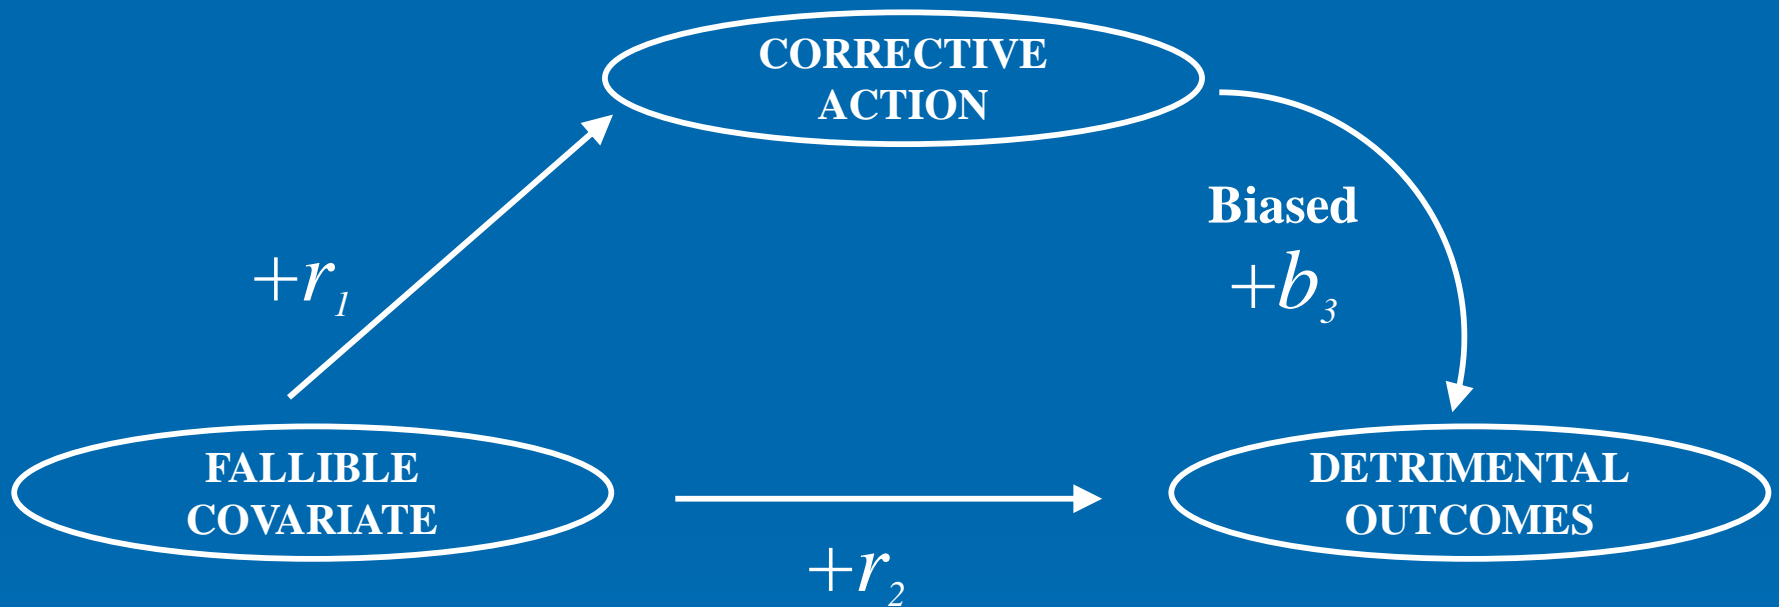 CORRECTIVE
ACTION
Biased
+b₃
+r₁
FALLIBLE
COVARIATE
DETRIMENTAL
OUTCOMES
+r₂